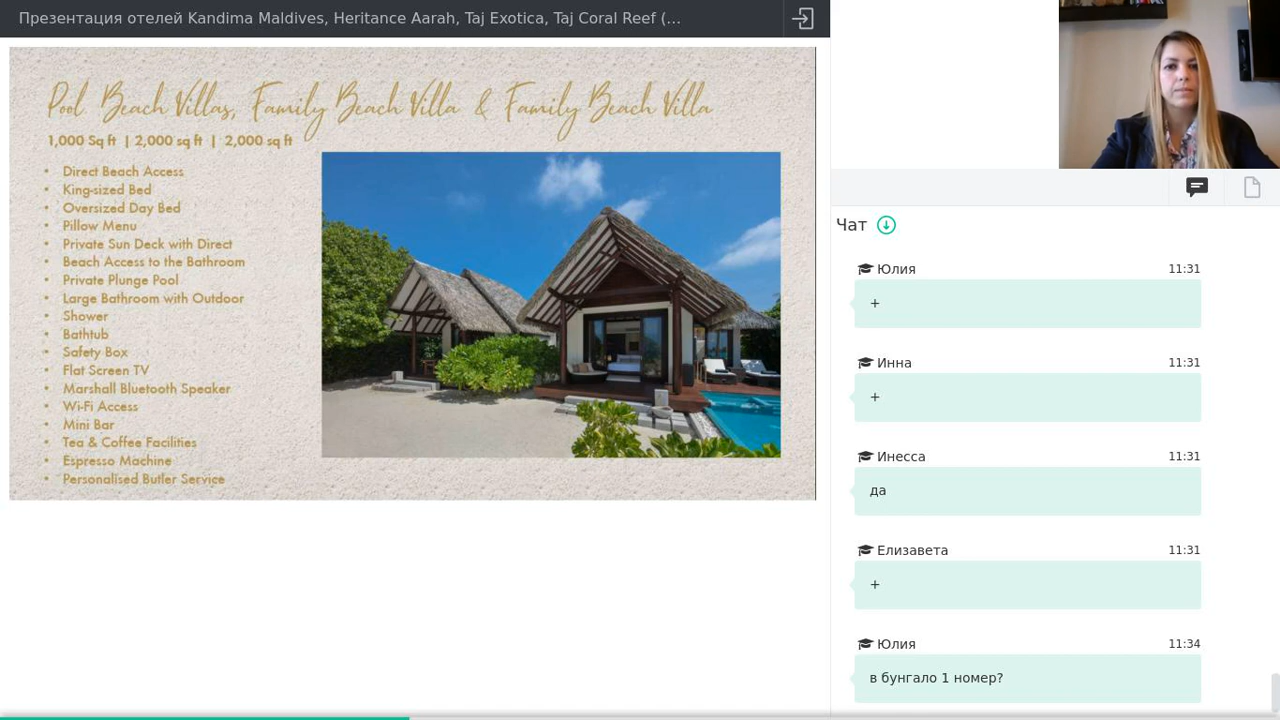 Презентация отелей Kandima Maldives, Heritance Aarah, Taj Exotica, Taj Coral Reef (...
Pool Beach Villas, Family Beach Villa & Family Beach Villa
1,000 Sq ft | 2,000 sq ft | 2,000 sq ft
• Direct Beach Access
• King-sized Bed
• Oversized Day Bed
• Pillow Menu
• Private Sun Deck with Direct
• Beach Access to the Bathroom
• Private Plunge Pool
• Large Bathroom with Outdoor
• Shower
• Bathtub
• Safety Box
• Flat Screen TV
• Marshall Bluetooth Speaker
• Wi-Fi Access
• Mini Bar
• Tea & Coffee Facilities
• Espresso Machine
• Personalised Butler Service
Чат
Юлия 11:31
+
Инна 11:31
+
Инесса 11:31
да
Елизавета 11:31
+
Юлия 11:34
в бунгало 1 номер?